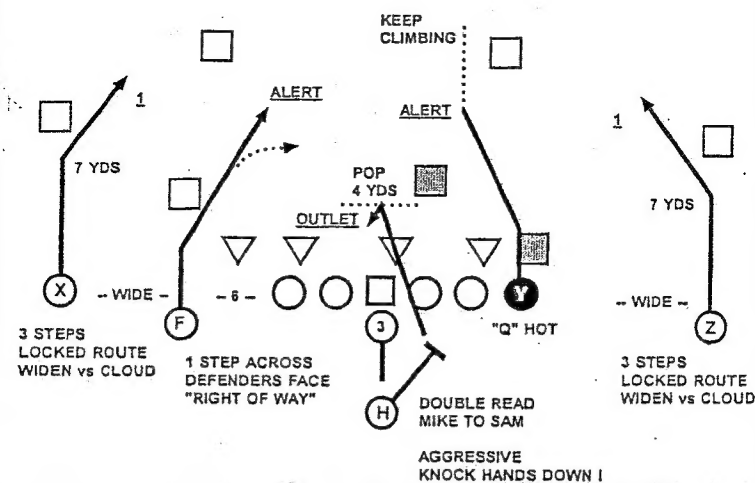 KEEP
CLIMBING
1
ALERT
ALERT
1
7 YDS
POP
4 YDS
7 YDS
OUTLET
X
-- WIDE --
F
-- 6 --
3
Y
"Q" HOT
-- WIDE --
Z
3 STEPS
LOCKED ROUTE
WIDEN vs CLOUD
1 STEP ACROSS
DEFENDERS FACE
"RIGHT OF WAY"
H
DOUBLE READ
MIKE TO SAM
AGGRESSIVE
KNOCK HANDS DOWN !
3 STEPS
LOCKED ROUTE
WIDEN vs CLOUD